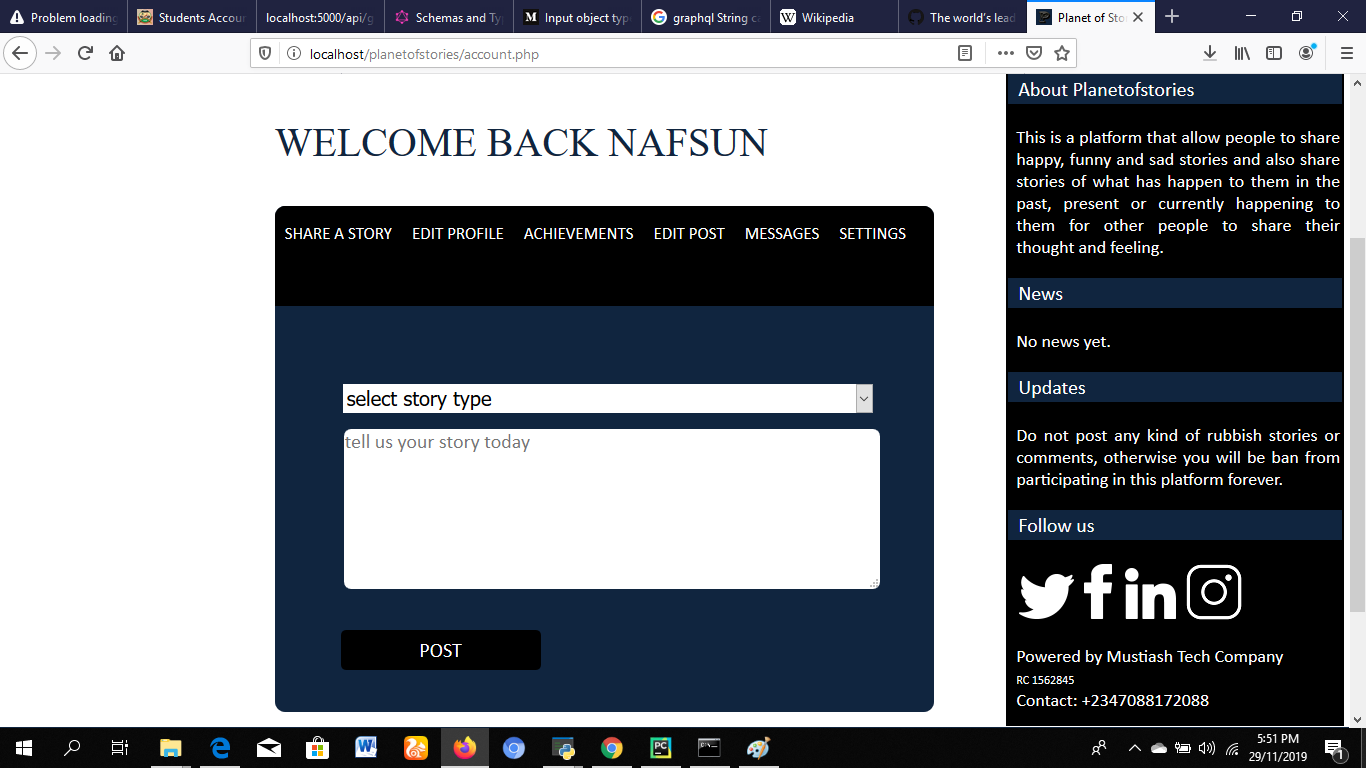 Problem loading
Students Accoun
localhost:5000/api/g
Schemas and Ty
Input object type
graphql String ca
Wikipedia
The world's lead
Planet of Sto
localhost/planetofstories/account.php
WELCOME BACK NAFSUN
SHARE A STORY
EDIT PROFILE
ACHIEVEMENTS
EDIT POST
MESSAGES
SETTINGS
select story type
tell us your story today
POST
About Planetofstories
This is a platform that allow people to share
happy, funny and sad stories and also share
stories of what has happen to them in the
past, present or currently happening to
them for other people to share their
thought and feeling.
News
No news yet.
Updates
Do not post any kind of rubbish stories or
comments, otherwise you will be ban from
participating in this platform forever.
Follow us
Powered by Mustiash Tech Company
RC 1562845
Contact: +2347088172088
5:51 PM
29/11/2019
1